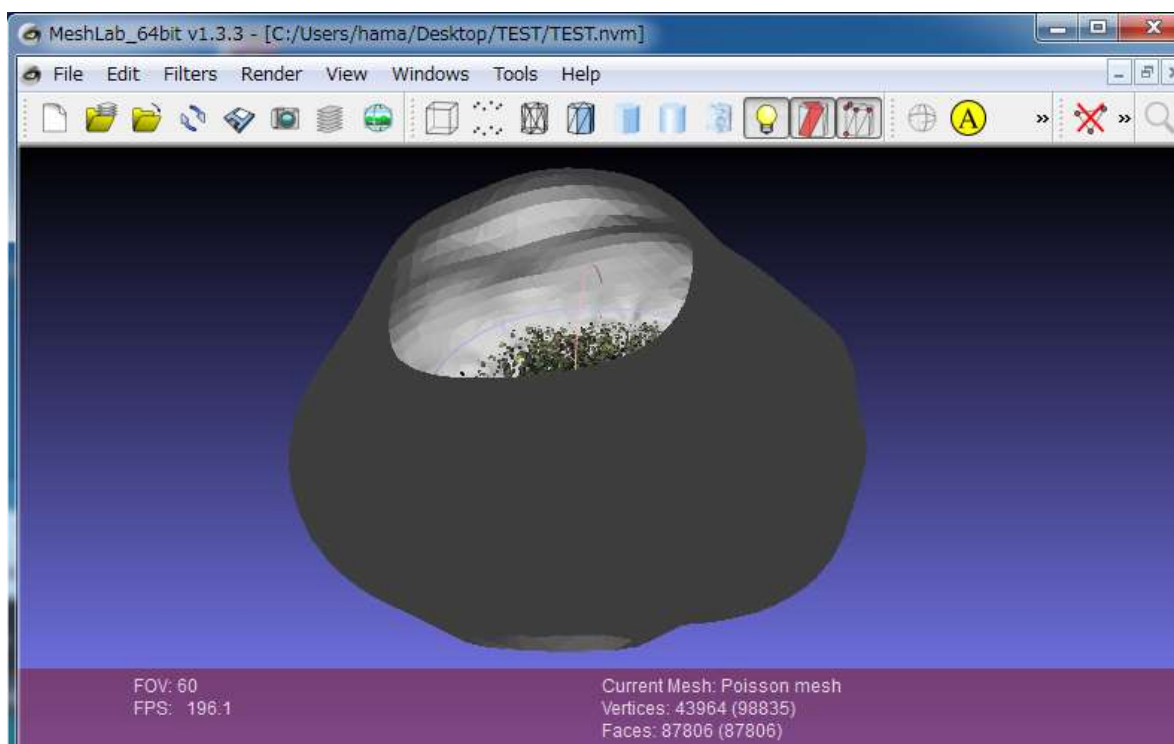 MeshLab_64bit v1.3.3 - [C:/Users/hama/Desktop/TEST/TEST.nvm]
File Edit Filters Render View Windows Tools Help
A » »
FOV: 60
FPS: 196.1
Current Mesh: Poisson mesh
Vertices: 43964 (98835)
Faces: 87806 (87806)